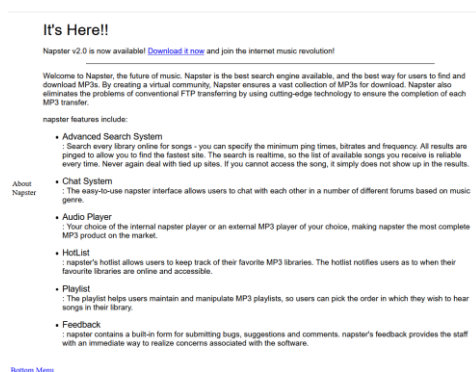 It's Here!!
Napster v2.0 is now available! Download it now and join the internet music revolution!
Welcome to Napster, the future of music. Napster is the best search engine available, and the best way for users to find and
download MP3s. By creating a virtual community, Napster ensures a vast collection of MP3s for download. Napster also
eliminates the problems of conventional FTP transferring by using cutting-edge technology to ensure the completion of each
MP3 transfer.
napster features include:
• Advanced Search System
: Search every library online for songs - you can specify the minimum ping times, bitrates and frequency. All results are
pinged to allow you to find the fastest site. The search is realtime, so the list of available songs you receive is reliable
every time. Never again deal with tied up sites. If you cannot access the song, it simply does not show up in the results.
About
Napster
• Chat System
: The easy-to-use napster interface allows users to chat with each other in a number of different forums based on music
genre.
• Audio Player
: Your choice of the internal napster player or an external MP3 player of your choice, making napster the most complete
MP3 product on the market.
• HotList
: napster's hotlist allows users to keep track of their favorite MP3 libraries. The hotlist notifies users as to when their
favourite libraries are online and accessible.
• Playlist
: The playlist helps users maintain and manipulate MP3 playlists, so users can pick the order in which they wish to hear
songs in their library.
• Feedback
: napster contains a built-in form for submitting bugs, suggestions and comments. napster's feedback provides the staff
with an immediate way to realize concerns associated with the software.
Bottom Menu